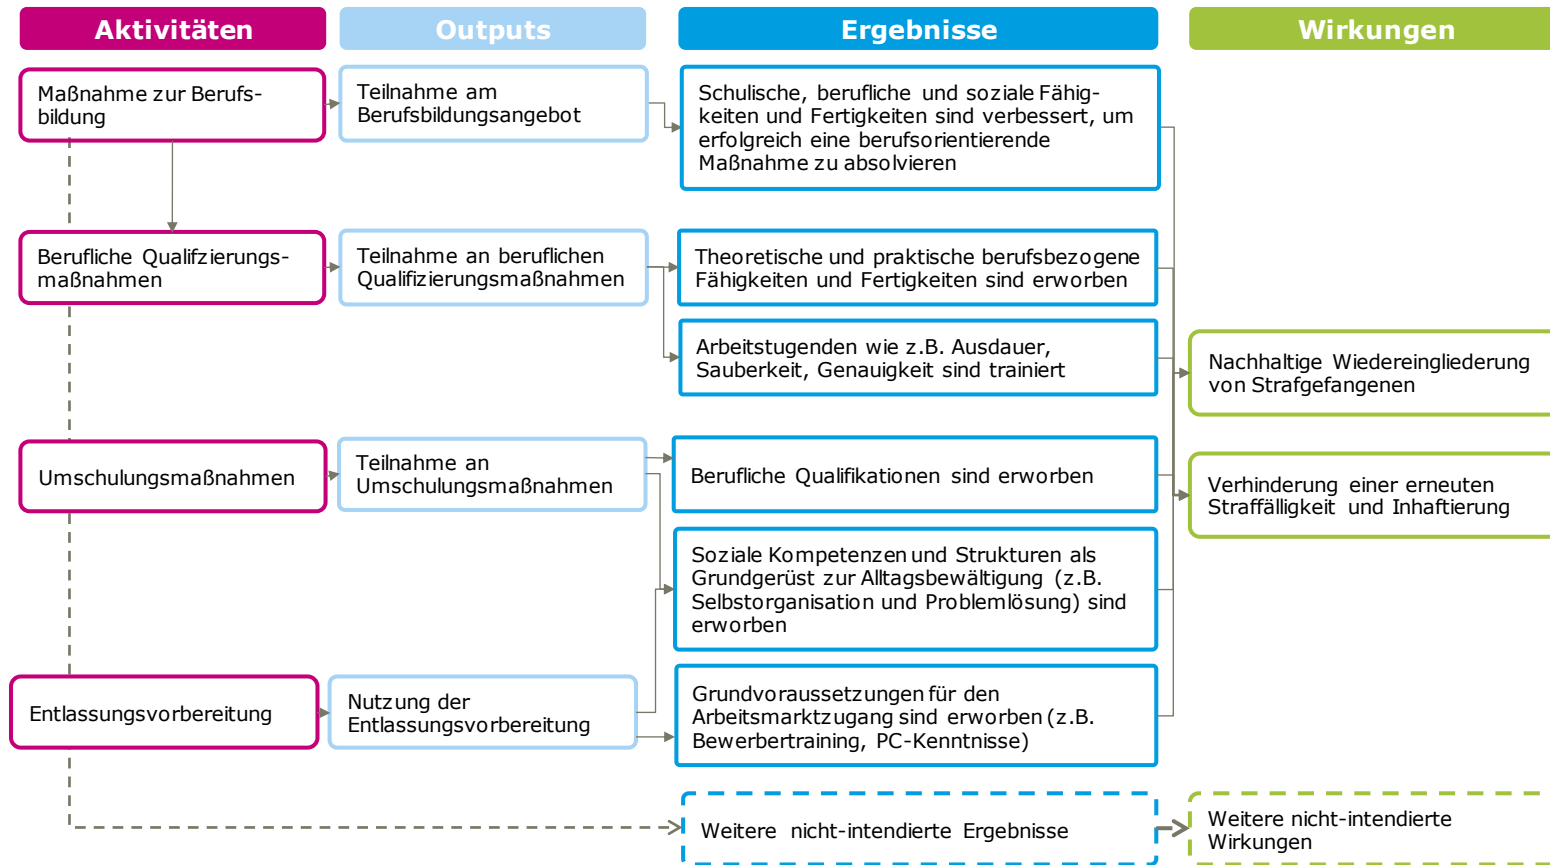 Aktivitäten
Outputs
Ergebnisse
Wirkungen
Maßnahme zur Berufs-
bildung
Teilnahme am
Berufsbildungsangebot
Schulische, berufliche und soziale Fähig-
keiten und Fertigkeiten sind verbessert, um
erfolgreich eine berufsorientierende
Maßnahme zu absolvieren
Berufliche Qualifzierungs-
maßnahmen
Teilnahme an beruflichen
Qualifizierungsmaßnahmen
Theoretische und praktische berufsbezogene
Fähigkeiten und Fertigkeiten sind erworben
Arbeitstugenden wie z.B. Ausdauer,
Sauberkeit, Genauigkeit sind trainiert
Nachhaltige Wiedereingliederung
von Strafgefangenen
Umschulungsmaßnahmen
Teilnahme an
Umschulungsmaßnahmen
Berufliche Qualifikationen sind erworben
Verhinderung einer erneuten
Straffälligkeit und Inhaftierung
Soziale Kompetenzen und Strukturen als
Grundgerüst zur Alltagsbewältigung (z.B.
Selbstorganisation und Problemlösung) sind
erworben
Entlassungsvorbereitung
Nutzung der
Entlassungsvorbereitung
Grundvoraussetzungen für den
Arbeitsmarktzugang sind erworben (z.B.
Bewerbertraining, PC-Kenntnisse)
Weitere nicht-intendierte Ergebnisse
Weitere nicht-intendierte
Wirkungen